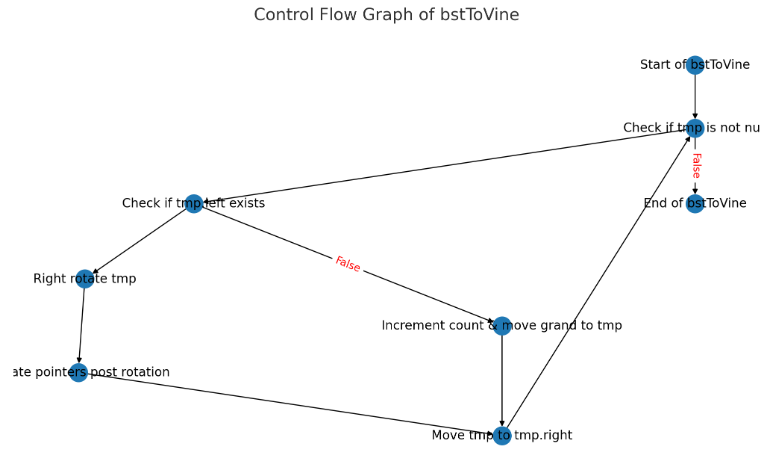 Control Flow Graph of bstToVine
Start of bstToVine
Check if tmp is not nu
False
Check if tmp.left exists
End of bstToVine
False
Right rotate tmp
Increment count & move grand to tmp
ate pointers post rotation
Move tmp to tmp.right